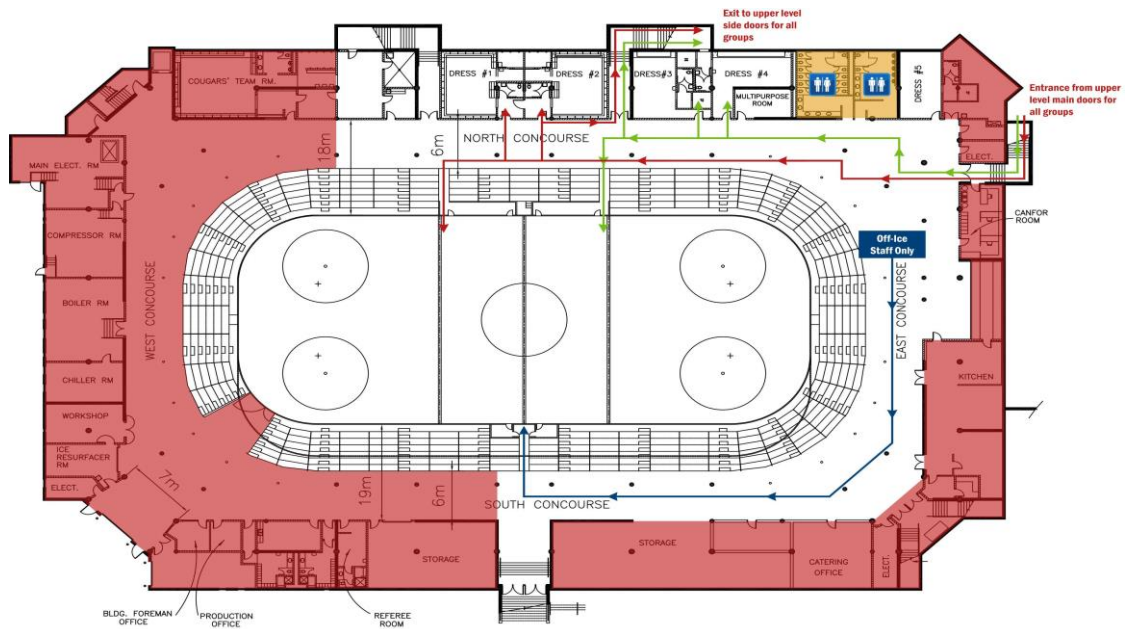 Exit to upper level
side doors for all
groups
COUGARS' TEAM RM.
DRESS #1
DRESS #2
DRESS#3
DRESS #4
MULTIPURPOSE
ROOM
DRESS #5
Entrance from upper
level main doors for
all groups
ELECT.
18m
6m
NORTH CONCOURSE
MAIN ELECT. RM
CANFOR
ROOM
COMPRESSOR RM
Off-Ice
Staff Only
BOILER RM
WEST CONCOURSE
EAST CONCOURSE
CHILLER RM
KITCHEN
WORKSHOP
ICE
RESURFACER
RM
ELECT.
7m
19m
6m
SOUTH CONCOURSE
STORAGE
STORAGE
CATERING
OFFICE
ELECT.
BLDG. FOREMAN
OFFICE
PRODUCTION
OFFICE
REFEREE
ROOM